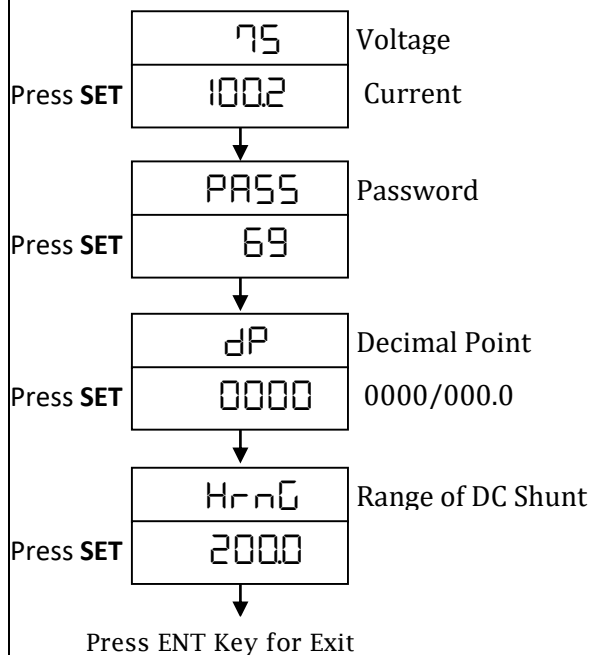 75 Voltage
Press SET 100.2 Current
PASS Password
Press SET 69
dP Decimal Point
Press SET 0000 0000/000.0
HrnG Range of DC Shunt
Press SET 200.0
Press ENT Key for Exit